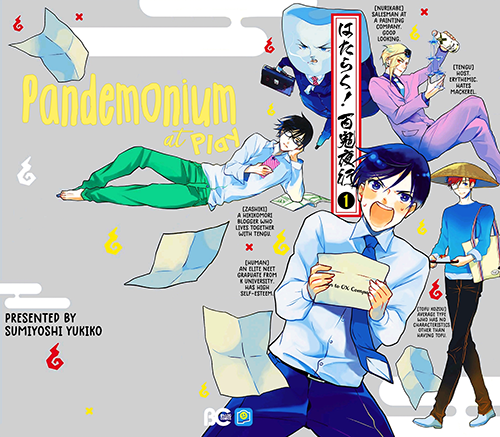 Pandemonium
at Play
[NURIKABE]
SALESMAN AT
A PAINTING
COMPANY.
GOOD
LOOKING.
はたらく!百鬼夜行
1
[TENGU]
HOST.
ERYTHEMIC.
HATES
MACKEREL.
[ZASHIKI]
A HIKIKOMORI
BLOGGER WHO
LIVES TOGETHER
WITH TENGU.
[HUMAN]
AN ELITE NEET
GRADUATE FROM
K UNIVERSITY.
HAS HIGH
SELF-ESTEEM.
to UX
[TOFU KOZOU]
AVERAGE TYPE
WHO HAS NO
CHARACTERISTICS
OTHER THAN
HAVING TOFU.
PRESENTED BY
SUMIYOSHI YUKIKO
BC